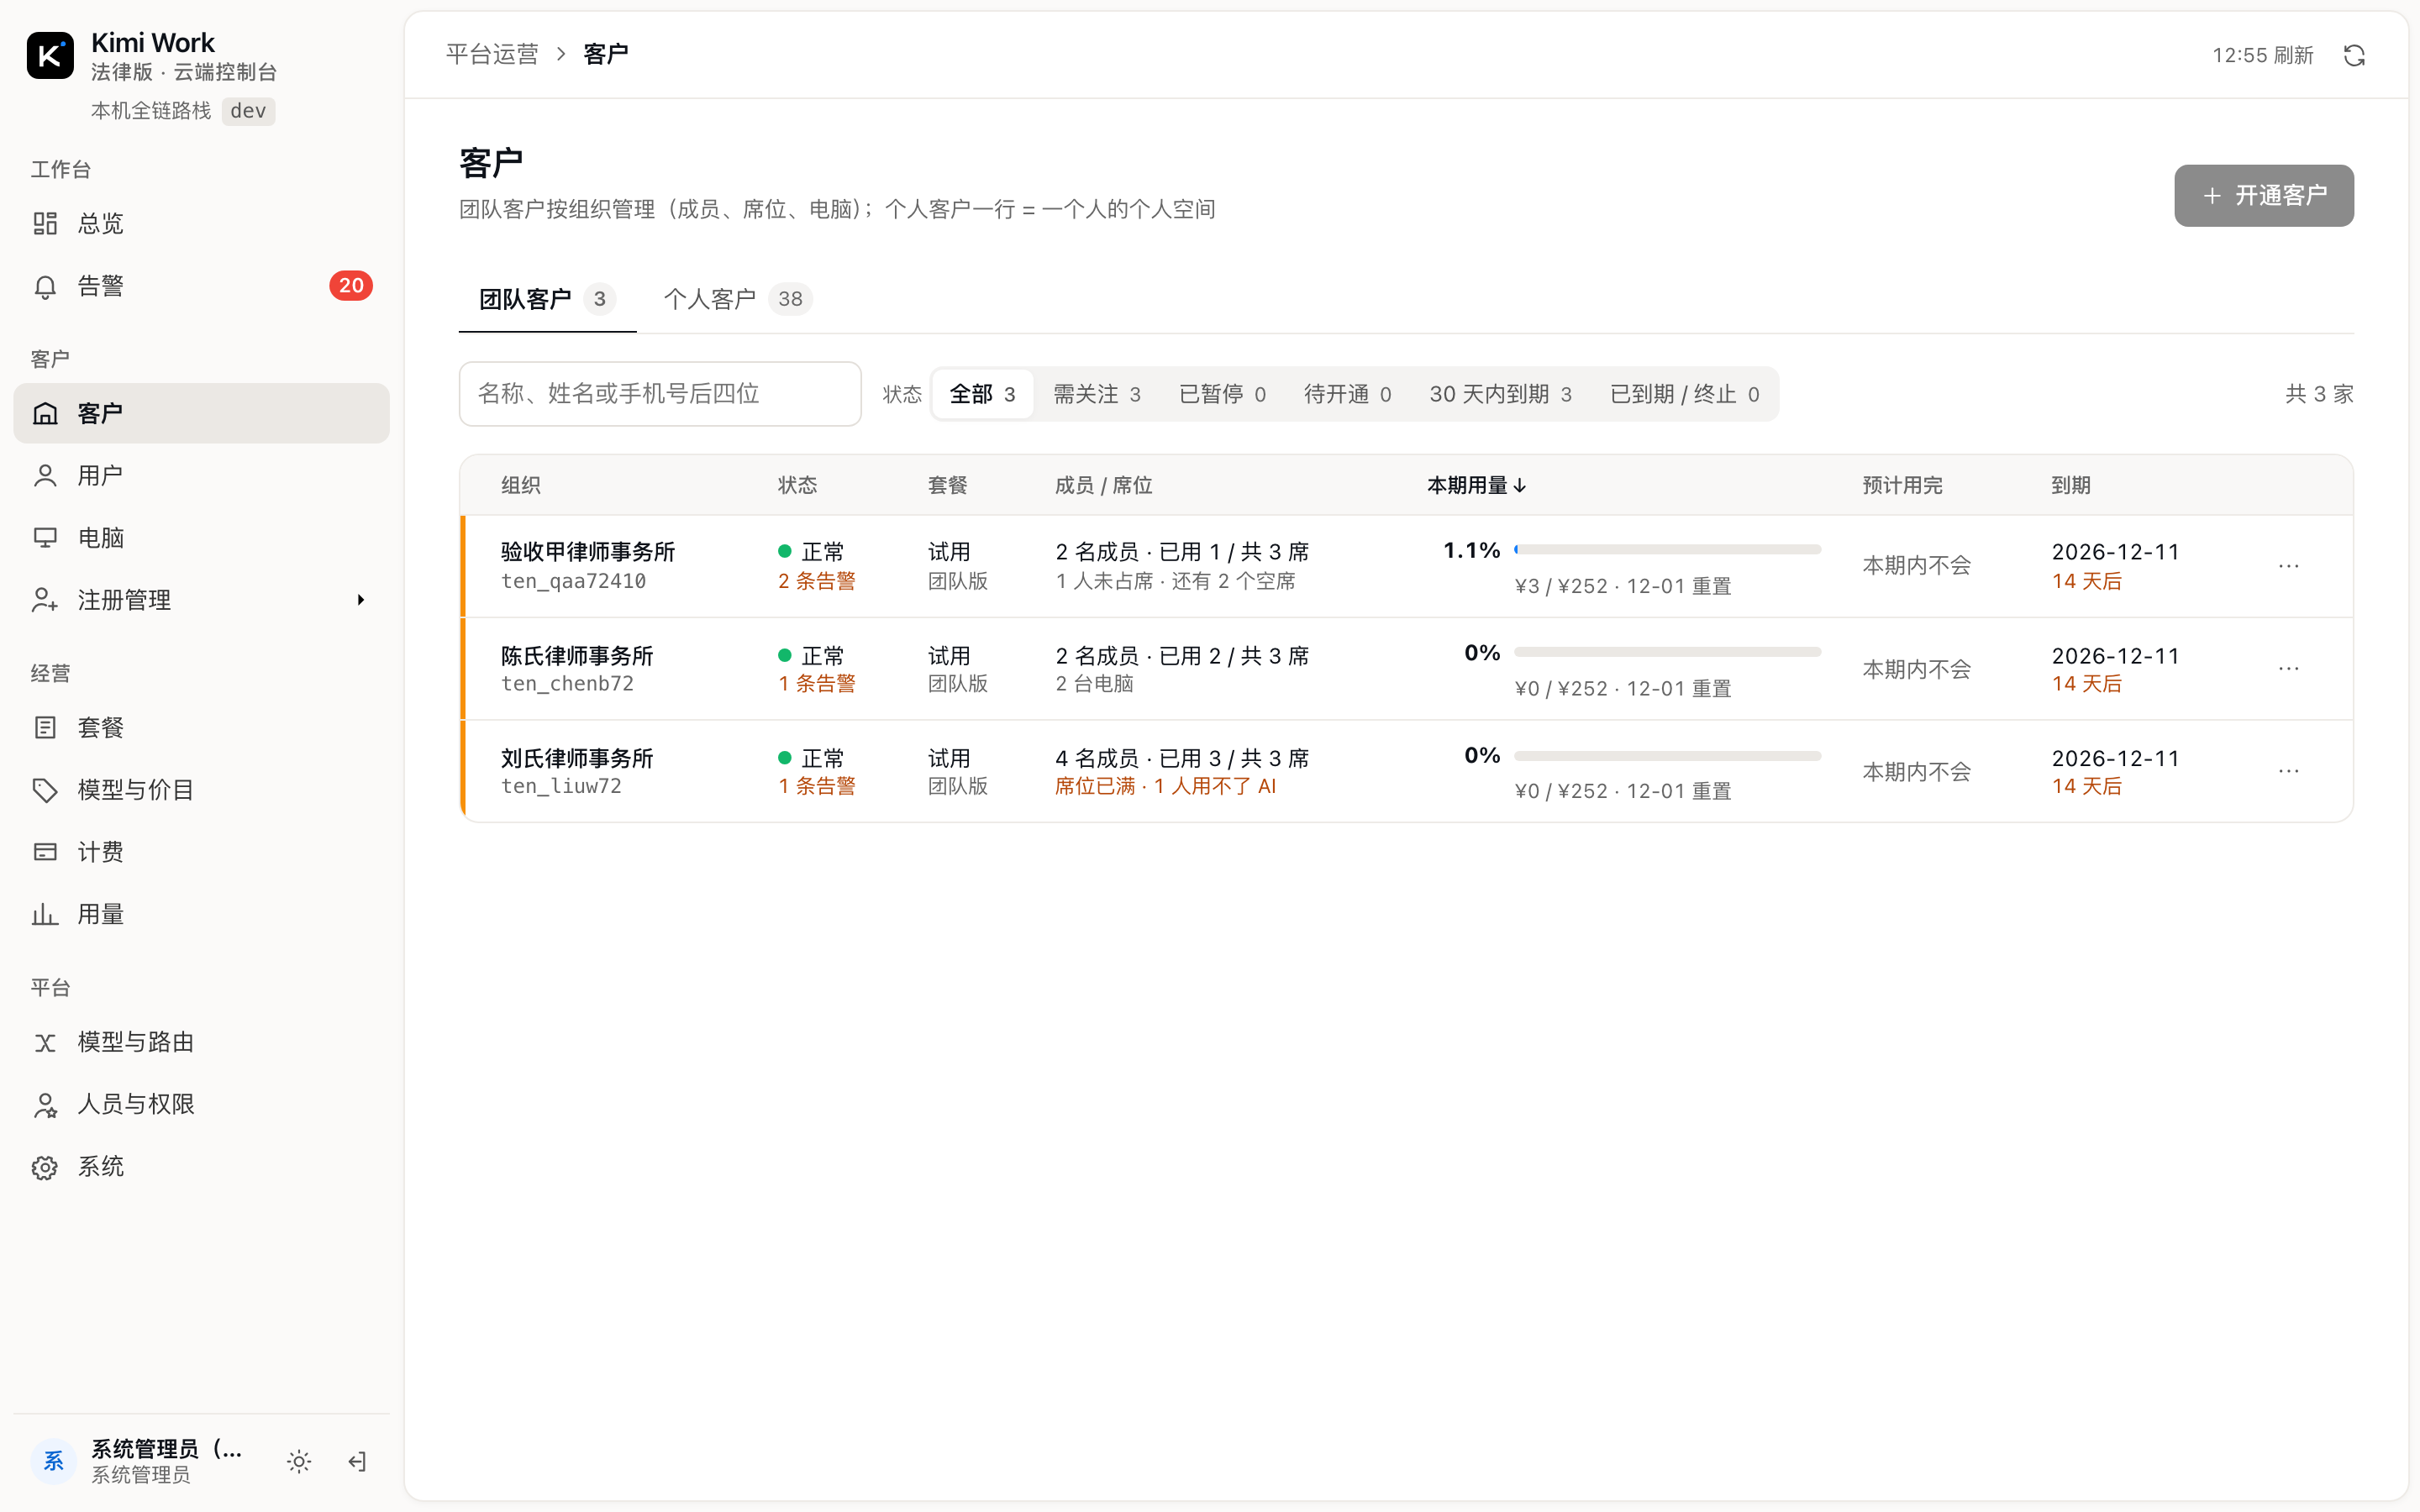 Kimi Work
法律版 · 云端控制台
本机全链路栈 dev
工作台
总览
告警 20
客户
客户
用户
电脑
注册管理
经营
套餐
模型与价目
计费
用量
平台
模型与路由
人员与权限
系统
系 系统管理员（...
系统管理员
平台运营 > 客户
12:55 刷新
客户
团队客户按组织管理（成员、席位、电脑）；个人客户一行 = 一个人的个人空间
+ 开通客户
团队客户 3 个人客户 38
名称、姓名或手机号后四位 状态 全部 3 需关注 3 已暂停 0 待开通 0 30 天内到期 3 已到期 / 终止 0 共 3 家
组织 状态 套餐 成员 / 席位 本期用量 ↓ 预计用完 到期
验收甲律师事务所 正常 试用 2 名成员 · 已用 1 / 共 3 席 1.1% 本期内不会 2026-12-11 ...
ten_qaa72410 2 条告警 团队版 1 人未占席 · 还有 2 个空席 ¥3 / ¥252 · 12-01 重置 14 天后
陈氏律师事务所 正常 试用 2 名成员 · 已用 2 / 共 3 席 0% 本期内不会 2026-12-11 ...
ten_chenb72 1 条告警 团队版 2 台电脑 ¥0 / ¥252 · 12-01 重置 14 天后
刘氏律师事务所 正常 试用 4 名成员 · 已用 3 / 共 3 席 0% 本期内不会 2026-12-11 ...
ten_liuw72 1 条告警 团队版 席位已满 · 1 人用不了 AI ¥0 / ¥252 · 12-01 重置 14 天后